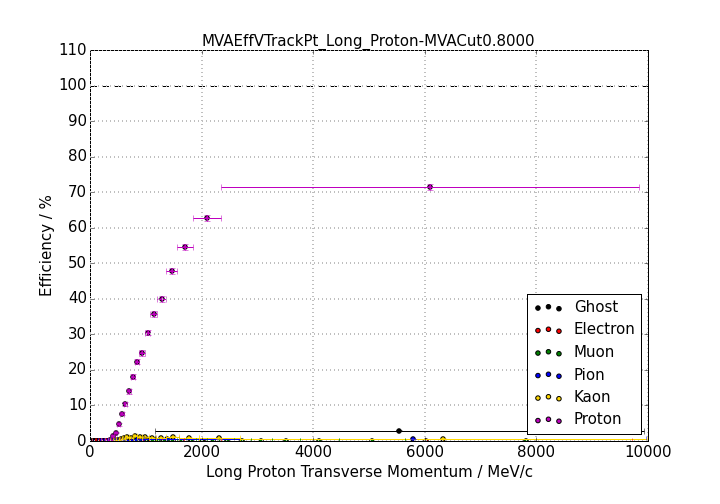 MVAEffVTrackPt_Long_Proton-MVACut0.8000
110
100
90
80
70
60
50
40
30
20
10
0
Efficiency / %
Ghost
Electron
Muon
Pion
Kaon
Proton
0 2000 4000 6000 8000 10000
Long Proton Transverse Momentum / MeV/c